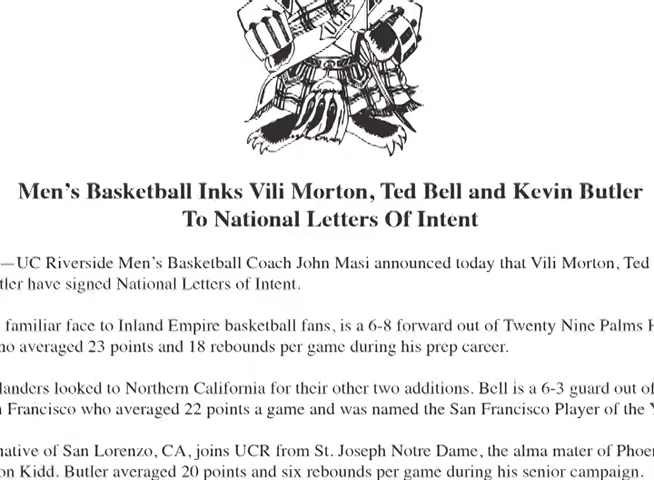 UCR
Men's Basketball Inks Vili Morton, Ted Bell and Kevin Butler
To National Letters Of Intent
—UC Riverside Men's Basketball Coach John Masi announced today that Vili Morton, Ted
tler have signed National Letters of Intent.
familiar face to Inland Empire basketball fans, is a 6-8 forward out of Twenty Nine Palms H
ho averaged 23 points and 18 rebounds per game during his prep career.
landers looked to Northern California for their other two additions. Bell is a 6-3 guard out of
n Francisco who averaged 22 points a game and was named the San Francisco Player of the Y
native of San Lorenzo, CA, joins UCR from St. Joseph Notre Dame, the alma mater of Phoe
on Kidd. Butler averaged 20 points and six rebounds per game during his senior campaign.